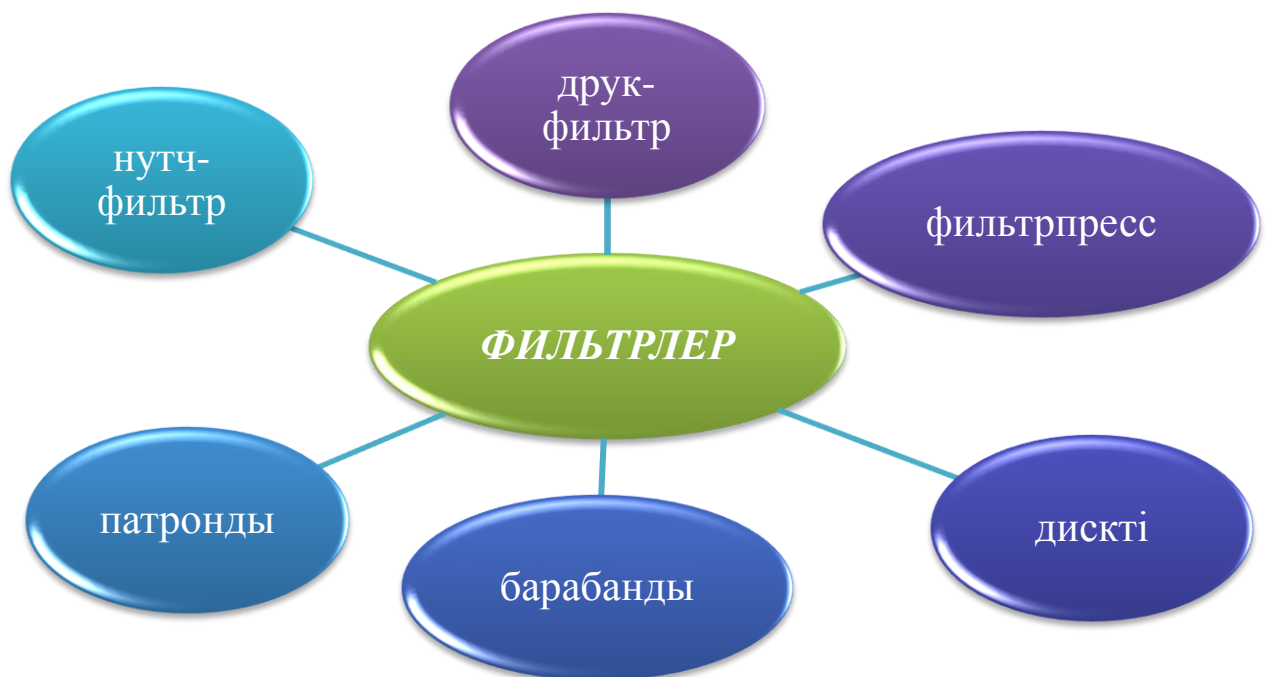 друк-
фильтр
нутч-
фильтр
фильтрпресс
ФИЛЬТРЛЕР
патронды
барабанды
дискті